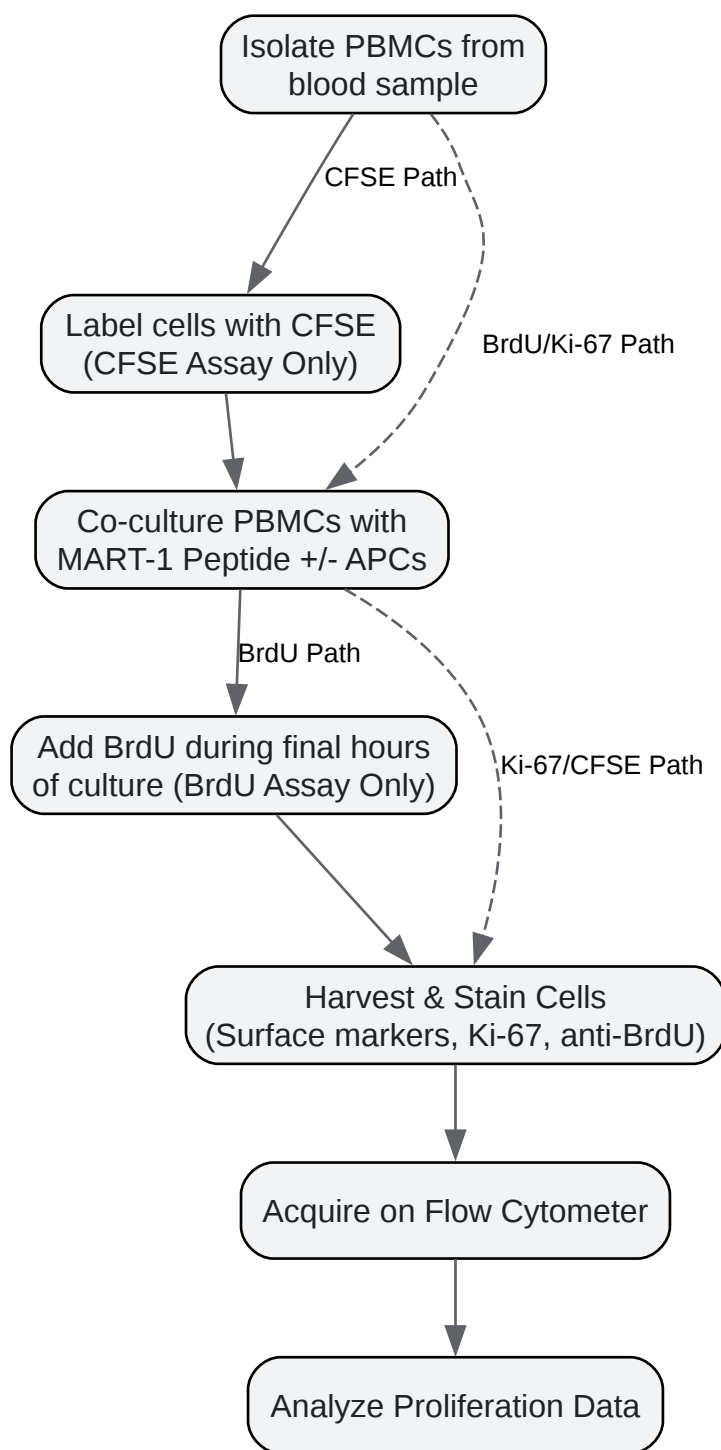 Isolate PBMCs from
blood sample
CFSE Path
Label cells with CFSE
(CFSE Assay Only)
BrdU/Ki-67 Path
Co-culture PBMCs with
MART-1 Peptide +/- APCs
BrdU Path
Add BrdU during final hours
of culture (BrdU Assay Only)
Ki-67/CFSE Path
Harvest & Stain Cells
(Surface markers, Ki-67, anti-BrdU)
Acquire on Flow Cytometer
Analyze Proliferation Data